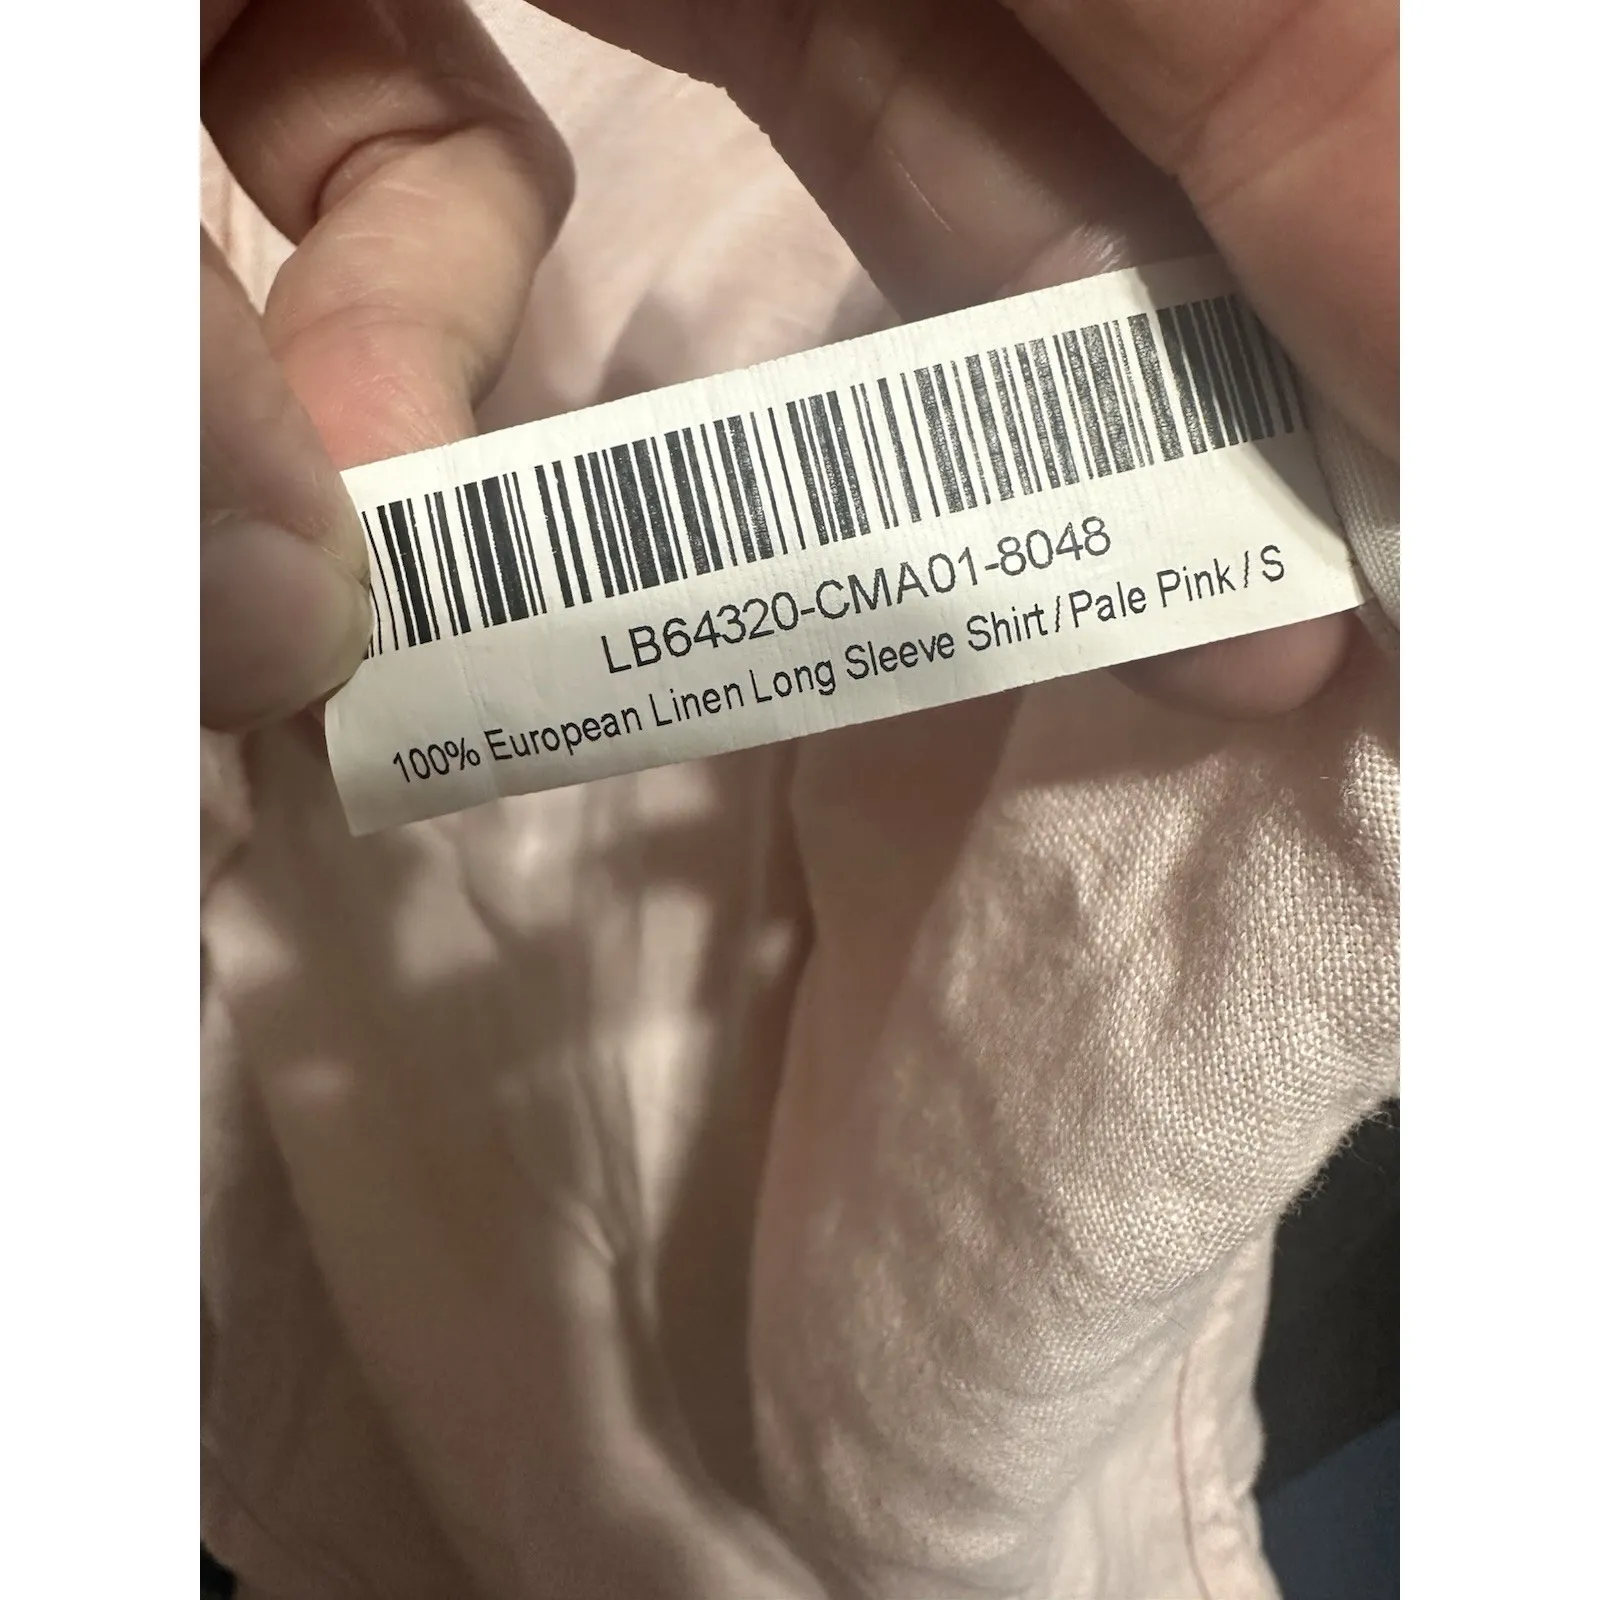 LB64320-CMA01-8048
100% European Linen Long Sleeve Shirt / Pale Pink / S